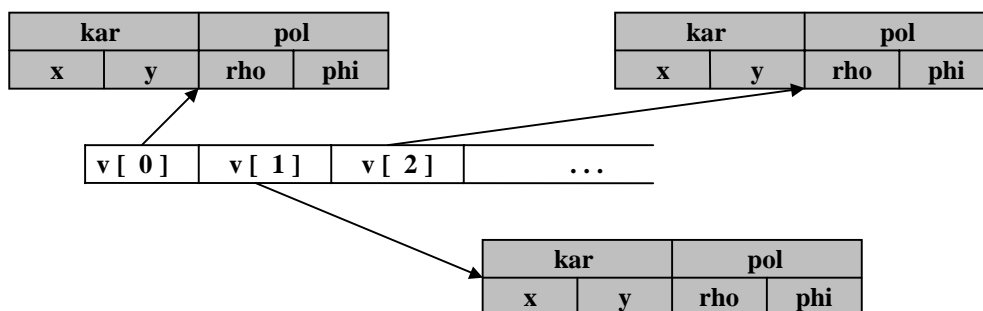 kar pol kar pol
x y rho phi x y rho phi
v [ 0 ] v [ 1 ] v [ 2 ] . . .
kar pol
x y rho phi